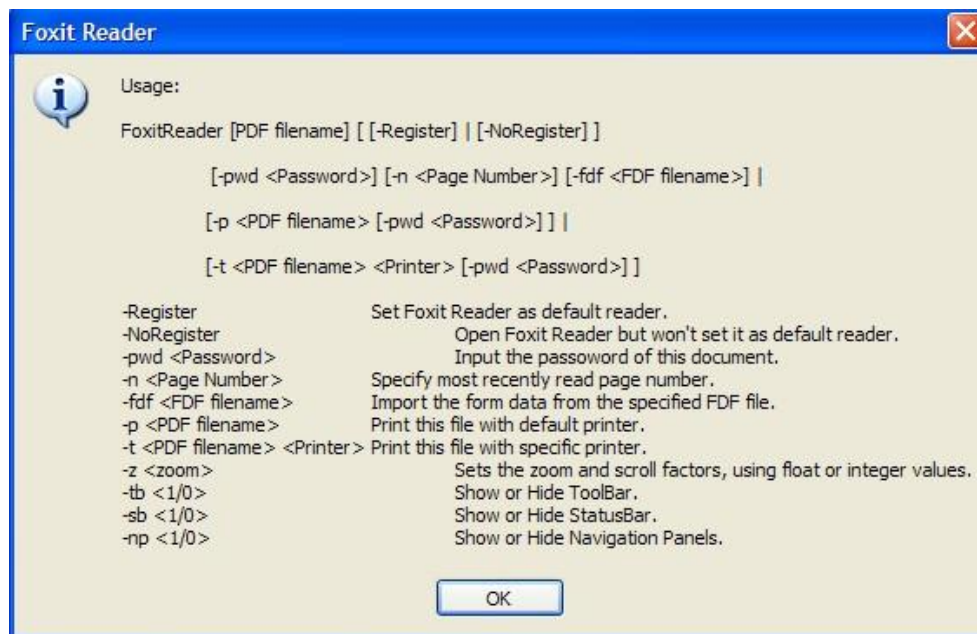 Foxit Reader
Usage:
FoxitReader [PDF filename] [ [-Register] | [-NoRegister] ]
[-pwd <Password>] [-n <Page Number>] [-fdf <FDF filename>] |
[-p <PDF filename> [-pwd <Password>] ] |
[-t <PDF filename> <Printer> [-pwd <Password>] ]
-Register Set Foxit Reader as default reader.
-NoRegister Open Foxit Reader but won't set it as default reader.
-pwd <Password> Input the passoword of this document.
-n <Page Number> Specify most recently read page number.
-fdf <FDF filename> Import the form data from the specified FDF file.
-p <PDF filename> Print this file with default printer.
-t <PDF filename> <Printer> Print this file with specific printer.
-z <zoom> Sets the zoom and scroll factors, using float or integer values.
-tb <1/0> Show or Hide ToolBar.
-sb <1/0> Show or Hide StatusBar.
-np <1/0> Show or Hide Navigation Panels.
OK